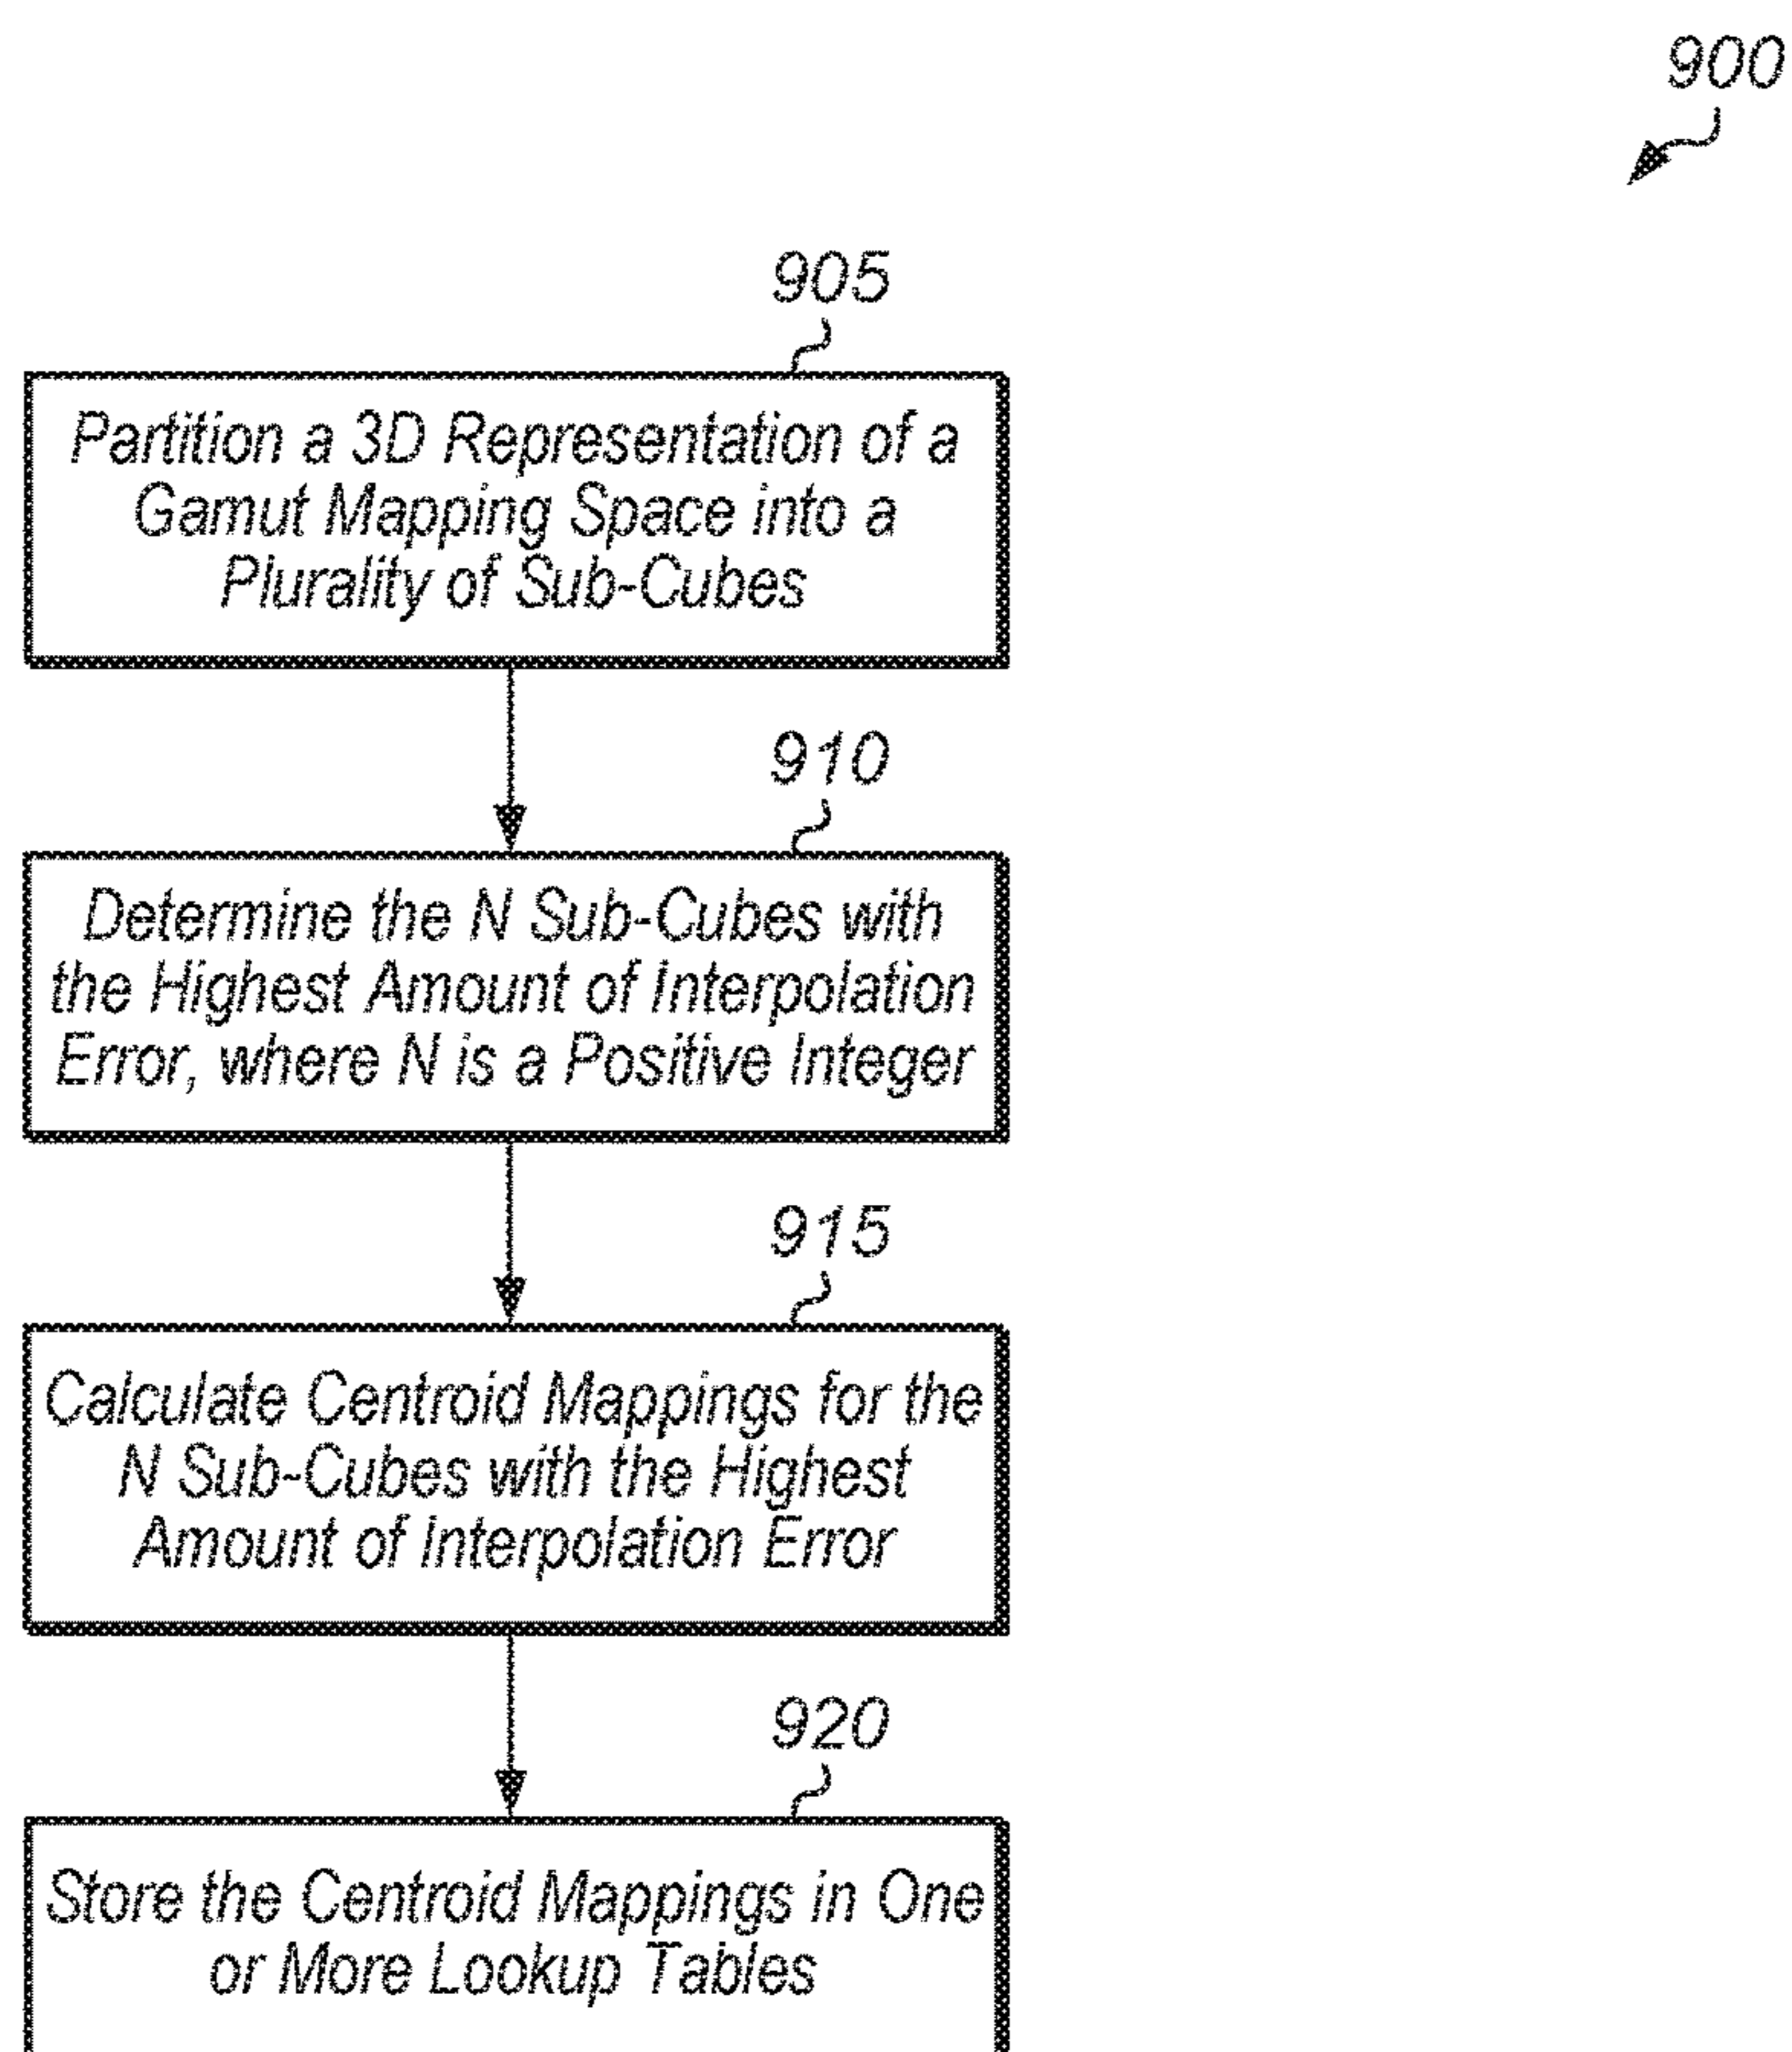 900
905
Partition a 3D Representation of a
Gamut Mapping Space into a
Plurality of Sub-Cubes
910
Determine the N Sub-Cubes with
the Highest Amount of Interpolation
Error, where N is a Positive Integer
915
Calculate Centroid Mappings for the
N Sub-Cubes with the Highest
Amount of Interpolation Error
920
Store the Centroid Mappings in One
or More Lookup Tables